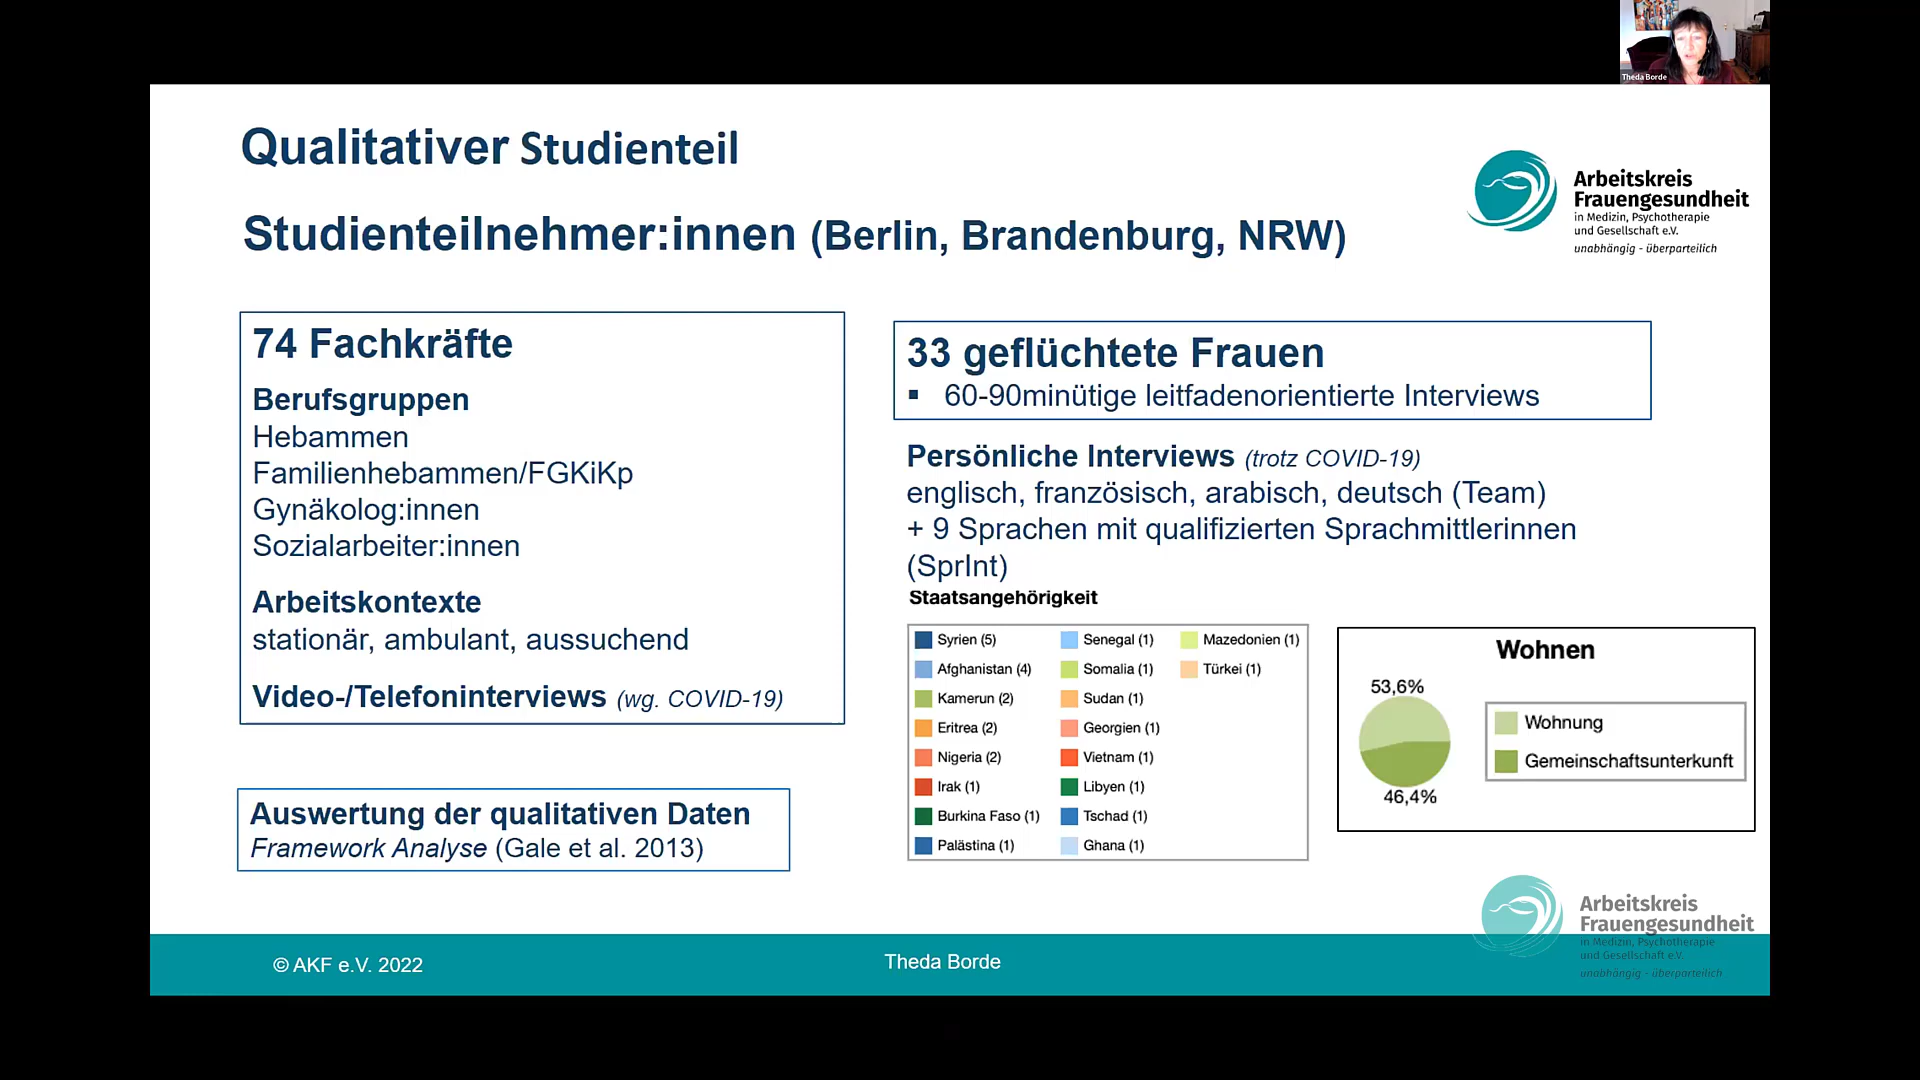 Theda Borde
Qualitativer Studienteil
Studienteilnehmer:innen (Berlin, Brandenburg, NRW)
Arbeitskreis
Frauengesundheit
in Medizin, Psychotherapie
und Gesellschaft e.V.
unabhängig - überparteilich
74 Fachkräfte
Berufsgruppen
Hebammen
Familienhebammen/FGKiKp
Gynäkolog:innen
Sozialarbeiter:innen
Arbeitskontexte
stationär, ambulant, aussuchend
Video-/Telefoninterviews (wg. COVID-19)
Auswertung der qualitativen Daten
Framework Analyse (Gale et al. 2013)
33 geflüchtete Frauen
▪ 60-90minütige leitfadenorientierte Interviews
Persönliche Interviews (trotz COVID-19)
englisch, französisch, arabisch, deutsch (Team)
+ 9 Sprachen mit qualifizierten Sprachmittlerinnen
(SprInt)
Staatsangehörigkeit
Syrien (5)
Afghanistan (4)
Kamerun (2)
Eritrea (2)
Nigeria (2)
Irak (1)
Burkina Faso (1)
Palästina (1)
Senegal (1)
Somalia (1)
Sudan (1)
Georgien (1)
Vietnam (1)
Libyen (1)
Tschad (1)
Ghana (1)
Mazedonien (1)
Türkei (1)
Wohnen
53,6%
46,4%
Wohnung
Gemeinschaftsunterkunft
Arbeitskreis
Frauengesundheit
in Medizin, Psychotherapie
und Gesellschaft e.V.
unabhängig - überparteilich
© AKF e.V. 2022
Theda Borde